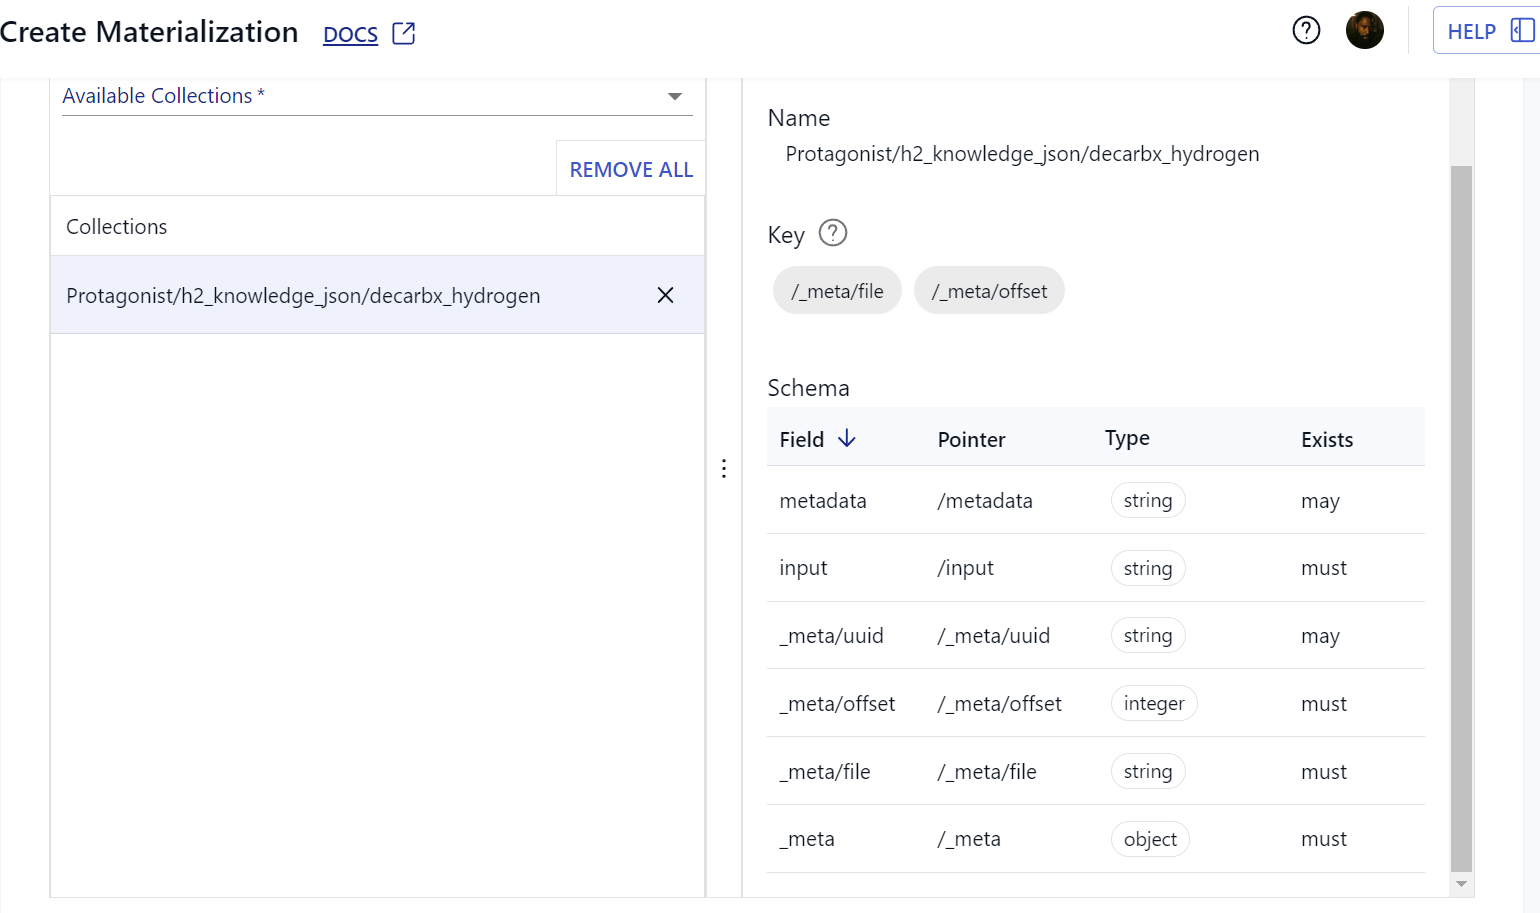 Create Materialization DOCS HELP
Available Collections *
REMOVE ALL
Collections
Protagonist/h2_knowledge_json/decarbx_hydrogen
Name
Protagonist/h2_knowledge_json/decarbx_hydrogen
Key
/_meta/file /_meta/offset
Schema
Field Pointer Type Exists
metadata /metadata string may
input /input string must
_meta/uuid /_meta/uuid string may
_meta/offset /_meta/offset integer must
_meta/file /_meta/file string must
_meta /_meta object must